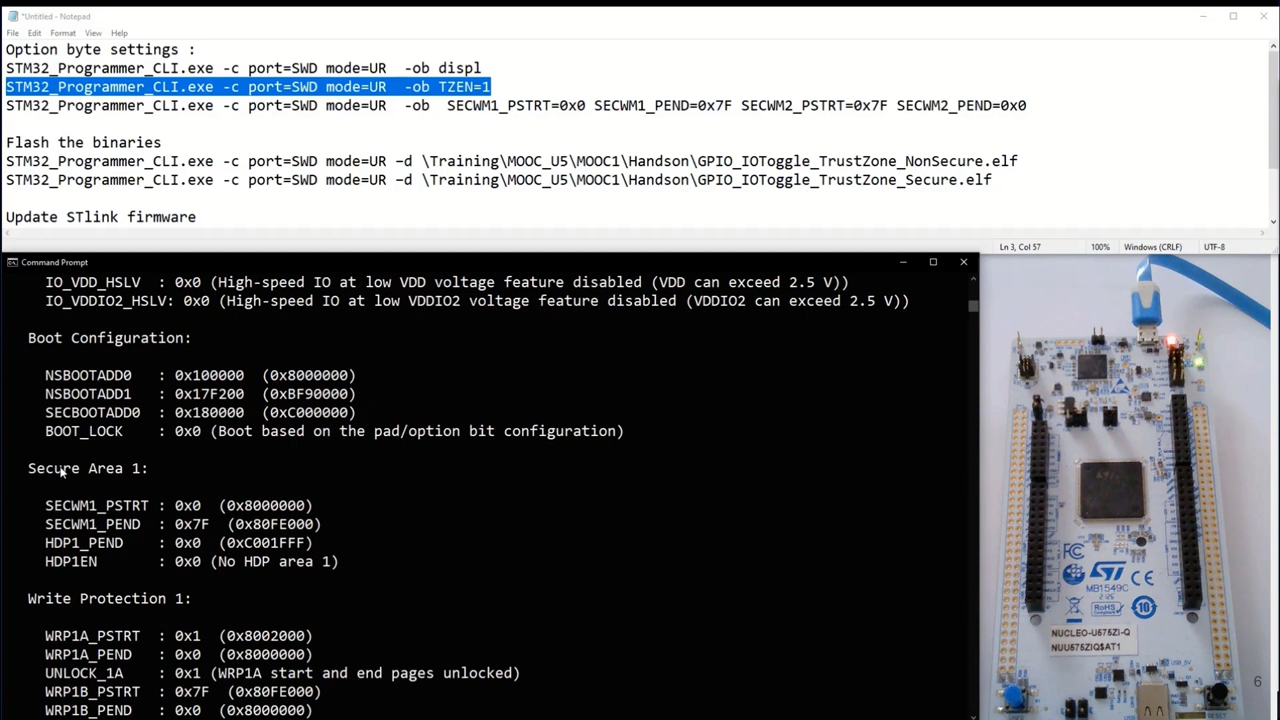 *Untitled - Notepad
File Edit Format View Help
Option byte settings :
STM32_Programmer_CLI.exe -c port=SWD mode=UR  -ob displ
STM32_Programmer_CLI.exe -c port=SWD mode=UR  -ob TZEN=1
STM32_Programmer_CLI.exe -c port=SWD mode=UR  -ob  SECWM1_PSTRT=0x0 SECWM1_PEND=0x7F SECWM2_PSTRT=0x7F SECWM2_PEND=0x0
Flash the binaries
STM32_Programmer_CLI.exe -c port=SWD mode=UR –d \Training\MOOC_U5\MOOC1\Handson\GPIO_IOToggle_TrustZone_NonSecure.elf
STM32_Programmer_CLI.exe -c port=SWD mode=UR –d \Training\MOOC_U5\MOOC1\Handson\GPIO_IOToggle_TrustZone_Secure.elf
Update STlink firmware
Ln 3, Col 57 100% Windows (CRLF) UTF-8
Command Prompt
IO_VDD_HSLV : 0x0 (High-speed IO at low VDD voltage feature disabled (VDD can exceed 2.5 V))
IO_VDDIO2_HSLV: 0x0 (High-speed IO at low VDDIO2 voltage feature disabled (VDDIO2 can exceed 2.5 V))
Boot Configuration:
NSBOOTADD0 : 0x100000 (0x8000000)
NSBOOTADD1 : 0x17F200 (0xBF90000)
SECBOOTADD0 : 0x180000 (0xC000000)
BOOT_LOCK : 0x0 (Boot based on the pad/option bit configuration)
Secure Area 1:
SECWM1_PSTRT : 0x0 (0x8000000)
SECWM1_PEND : 0x7F (0x80FE000)
HDP1_PEND : 0x0 (0xC001FFF)
HDP1EN : 0x0 (No HDP area 1)
Write Protection 1:
WRP1A_PSTRT : 0x1 (0x8002000)
WRP1A_PEND : 0x0 (0x8000000)
UNLOCK_1A : 0x1 (WRP1A start and end pages unlocked)
WRP1B_PSTRT : 0x7F (0x80FE000)
WRP1B_PEND : 0x0 (0x8000000)
FC
ST CE
MB1549C
RoHS
10
NUCLEO-U575ZI-Q
NUU575ZIQ$AT1
6